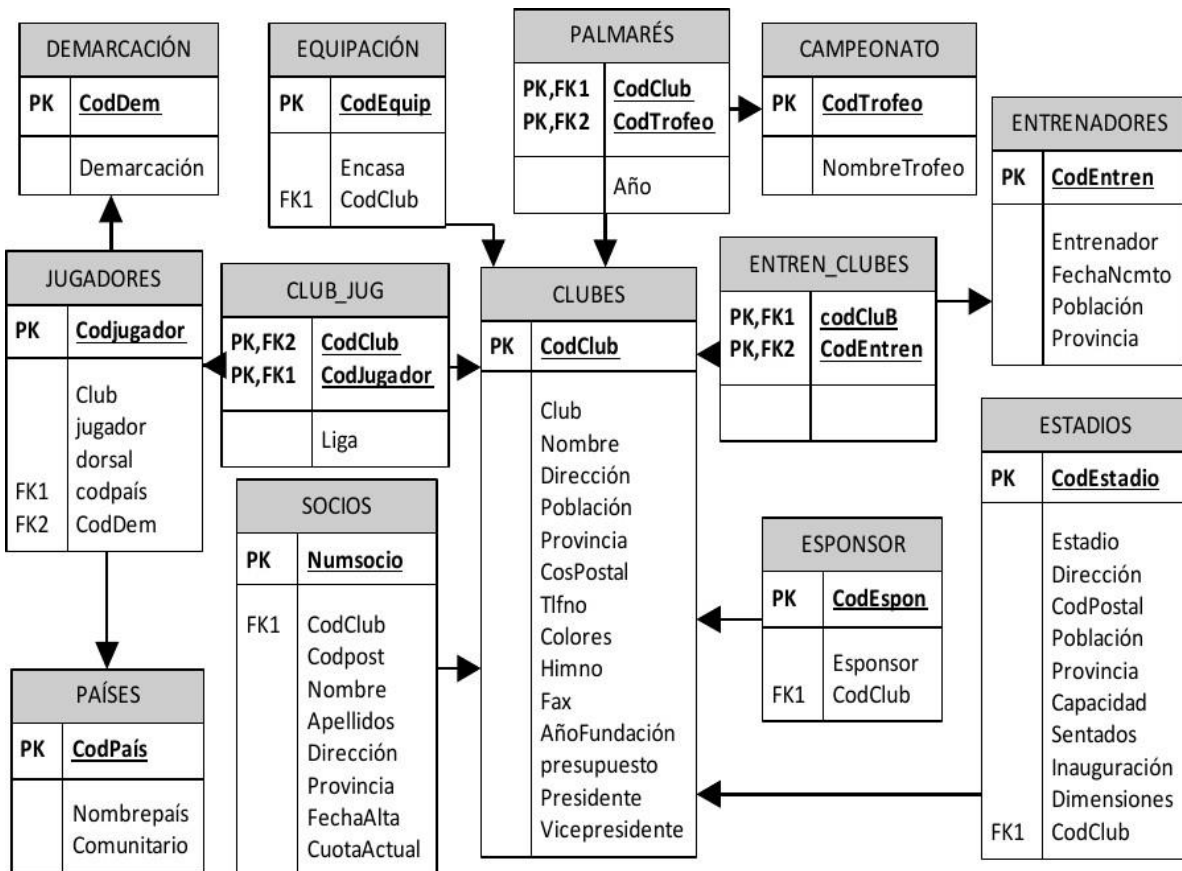 DEMARCACIÓN
PK CodDem
Demarcación
EQUIPACIÓN
PK CodEquip
Encasa
FK1 CodClub
PALMARÉS
PK,FK1 CodClub
PK,FK2 CodTrofeo
Año
CAMPEONATO
PK CodTrofeo
NombreTrofeo
ENTRENADORES
PK CodEntren
Entrenador
FechaNcmto
Población
Provincia
JUGADORES
PK Codjugador
Club
jugador
dorsal
FK1 codpaís
FK2 CodDem
CLUB_JUG
PK,FK2 CodClub
PK,FK1 CodJugador
Liga
CLUBES
PK CodClub
Club
Nombre
Dirección
Población
Provincia
CosPostal
Tlfno
Colores
Himno
Fax
AñoFundación
presupuesto
Presidente
Vicepresidente
ENTREN_CLUBES
PK,FK1 codCluB
PK,FK2 CodEntren
ESTADIOS
PK CodEstadio
Estadio
Dirección
CodPostal
Población
Provincia
Capacidad
Sentados
Inauguración
Dimensiones
FK1 CodClub
SOCIOS
PK Numsocio
FK1 CodClub
Codpost
Nombre
Apellidos
Dirección
Provincia
FechaAlta
CuotaActual
ESPONSOR
PK CodEspon
Esponsor
FK1 CodClub
PAÍSES
PK CodPaís
Nombrepaís
Comunitario